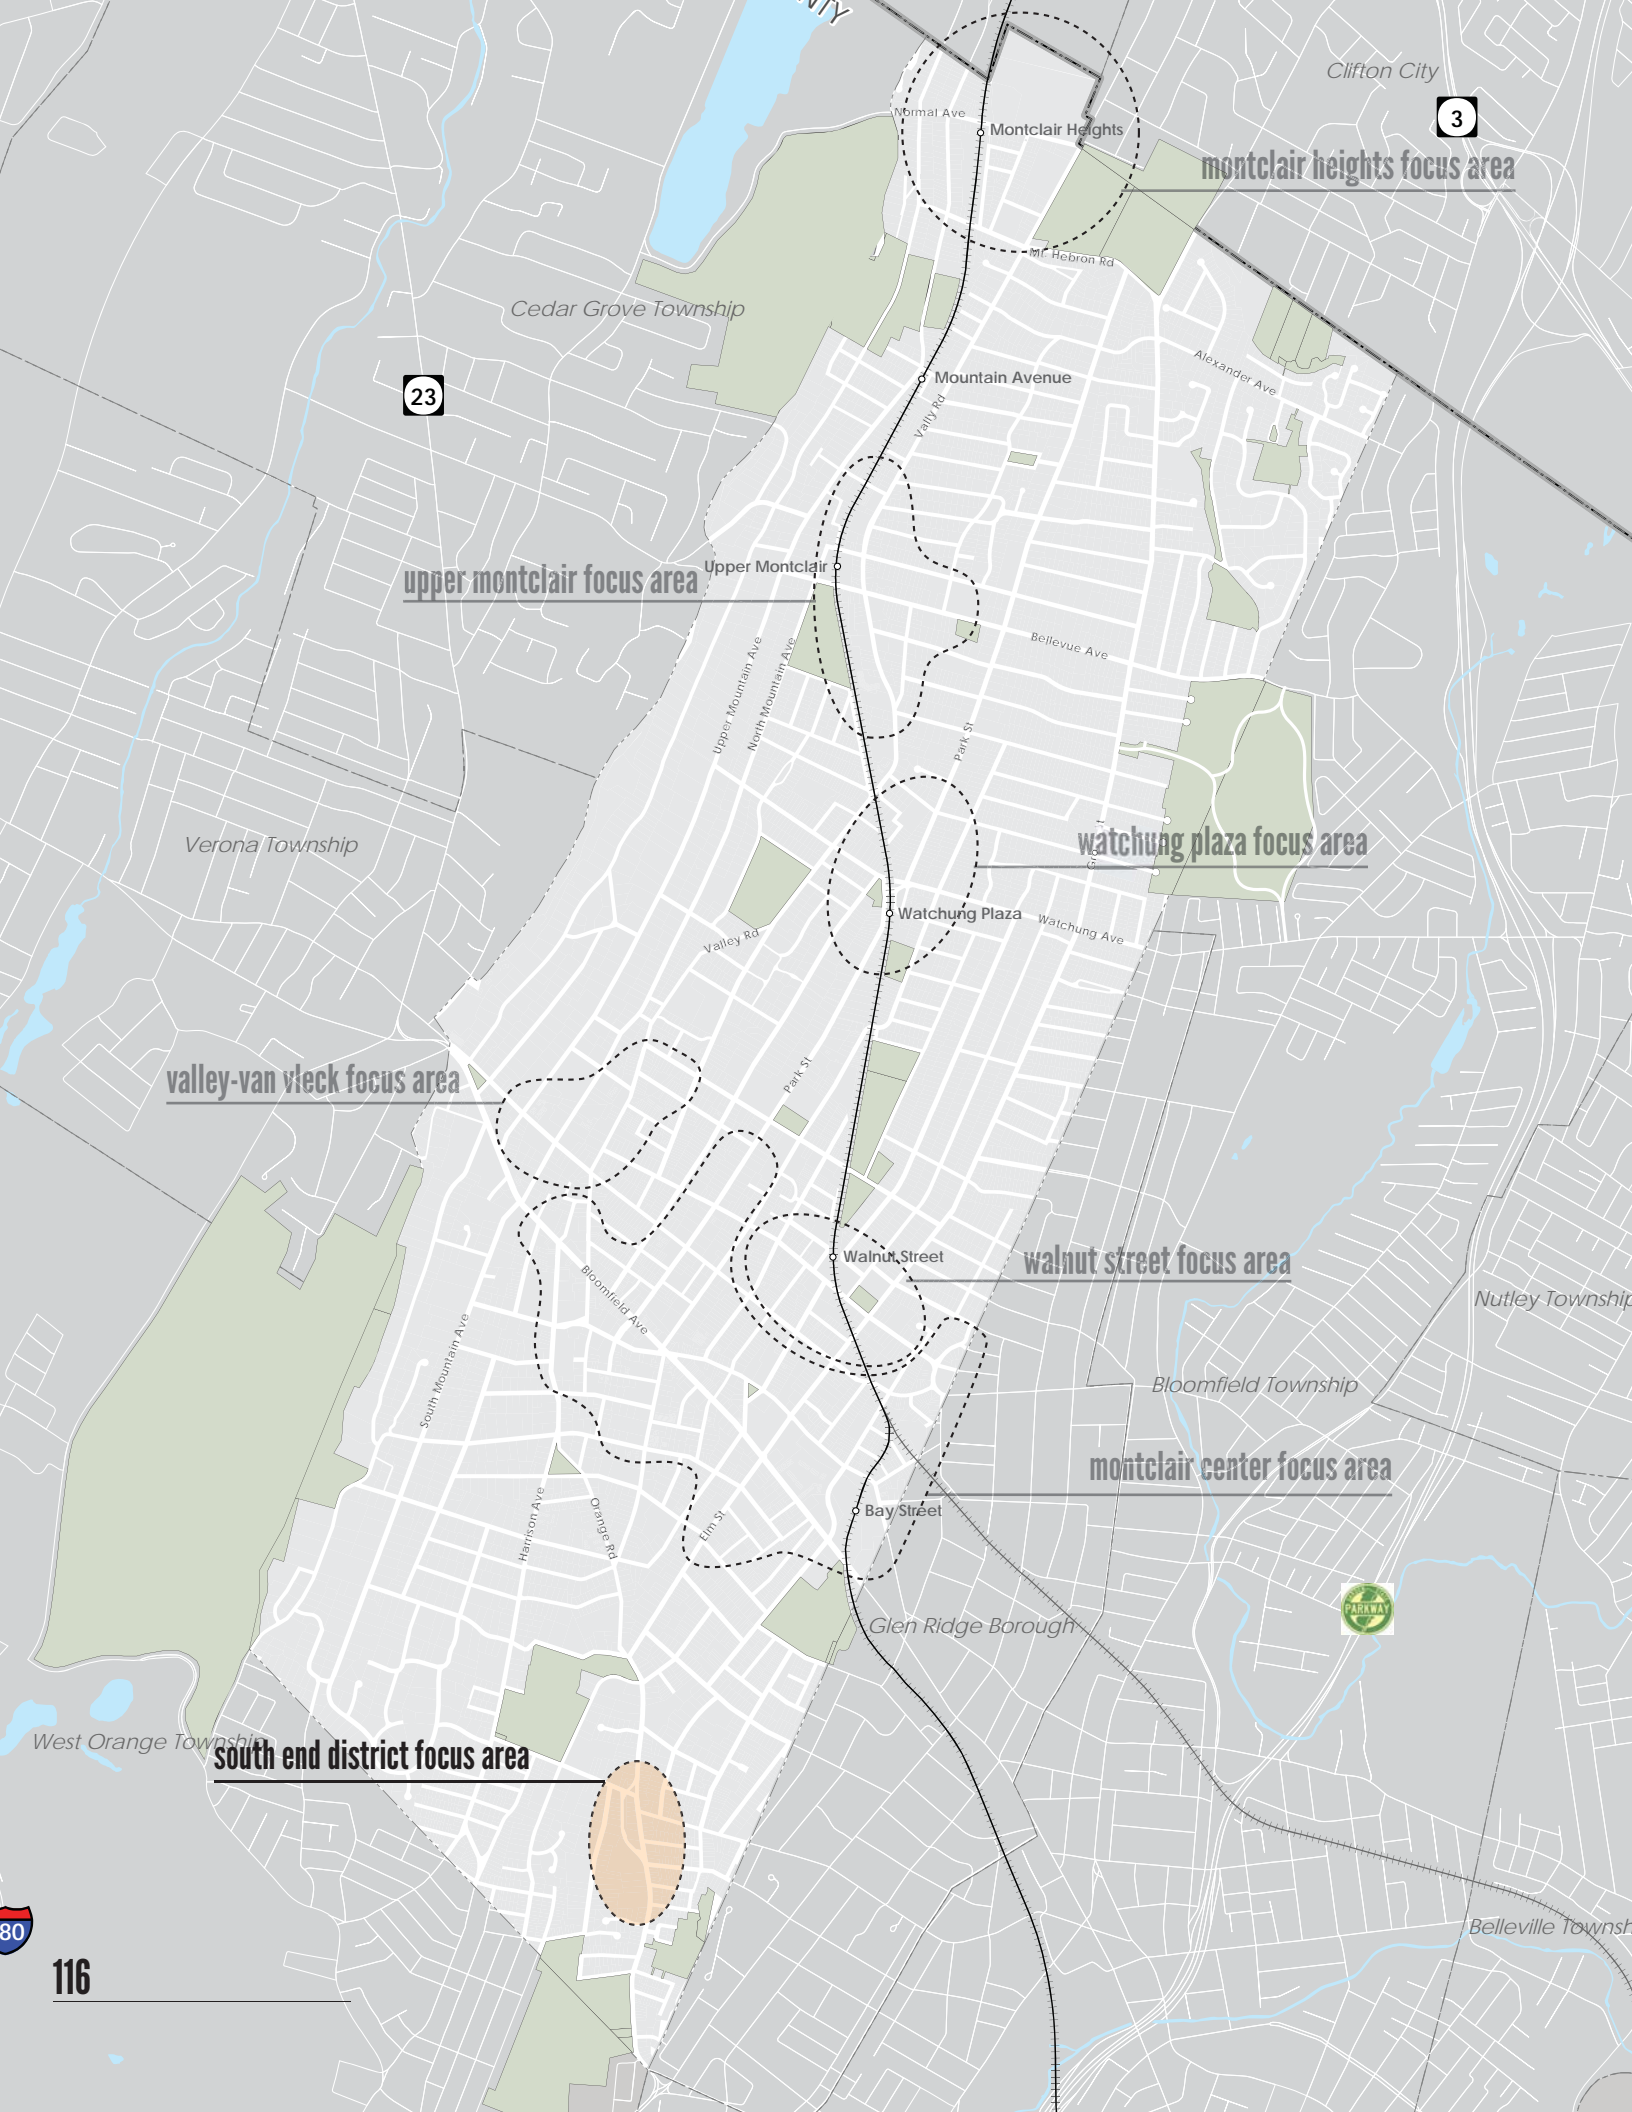 Clifton City
3
Normal Ave
Montclair Heights
montclair heights focus area
Mt. Hebron Rd
Cedar Grove Township
Alexander Ave
Mountain Avenue
23
Vally Rd
Upper Montclair
upper montclair focus area
Bellevue Ave
Upper Mountain Ave
North Mountain Ave
Park St
watchung plaza focus area
Verona Township
Watchung Plaza
Watchung Ave
Valley Rd
Park St
valley-van vleck focus area
Walnut Street
walnut street focus area
Bloomfield Ave
Nutley Township
South Mountain Ave
Bloomfield Township
montclair center focus area
Bay Street
Harrison Ave
Orange Rd
Elm St
PARKWAY
Glen Ridge Borough
West Orange Township
south end district focus area
80
Belleville Townsh
116